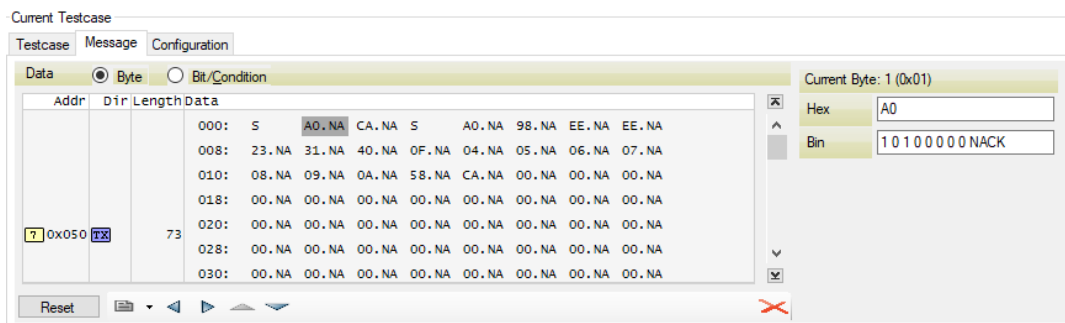 Current Testcase
Testcase Message Configuration
Data Byte Bit/Condition
Addr Dir Length Data
000: S A0.NA CA.NA S A0.NA 98.NA EE.NA EE.NA
008: 23.NA 31.NA 40.NA 0F.NA 04.NA 05.NA 06.NA 07.NA
010: 08.NA 09.NA 0A.NA 58.NA CA.NA 00.NA 00.NA 00.NA
018: 00.NA 00.NA 00.NA 00.NA 00.NA 00.NA 00.NA 00.NA
? 0x050 TX 73 020: 00.NA 00.NA 00.NA 00.NA 00.NA 00.NA 00.NA 00.NA
028: 00.NA 00.NA 00.NA 00.NA 00.NA 00.NA 00.NA 00.NA
030: 00.NA 00.NA 00.NA 00.NA 00.NA 00.NA 00.NA 00.NA
Reset
Current Byte: 1 (0x01)
Hex A0
Bin 1 0 1 0 0 0 0 0 NACK